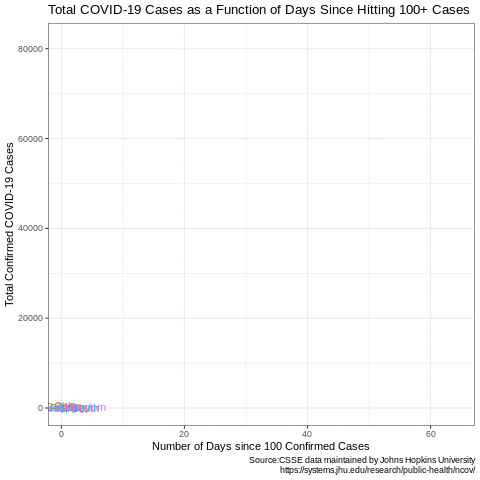 Total COVID-19 Cases as a Function of Days Since Hitting 100+ Cases
Total Confirmed COVID-19 Cases
80000
60000
40000
20000
0
0 20 40 60
Number of Days since 100 Confirmed Cases
Source:CSSE data maintained by Johns Hopkins University
https://systems.jhu.edu/research/public-health/ncov/